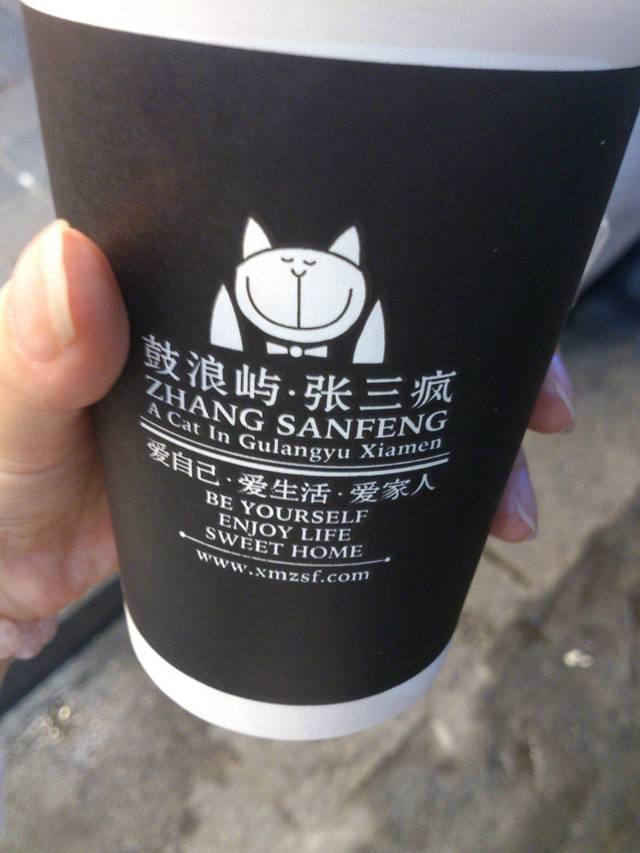 鼓浪屿·张三疯
ZHANG SANFENG
A Cat In Gulangyu Xiamen
爱自己·爱生活·爱家人
BE YOURSELF
ENJOY LIFE
SWEET HOME
www.xmzsf.com